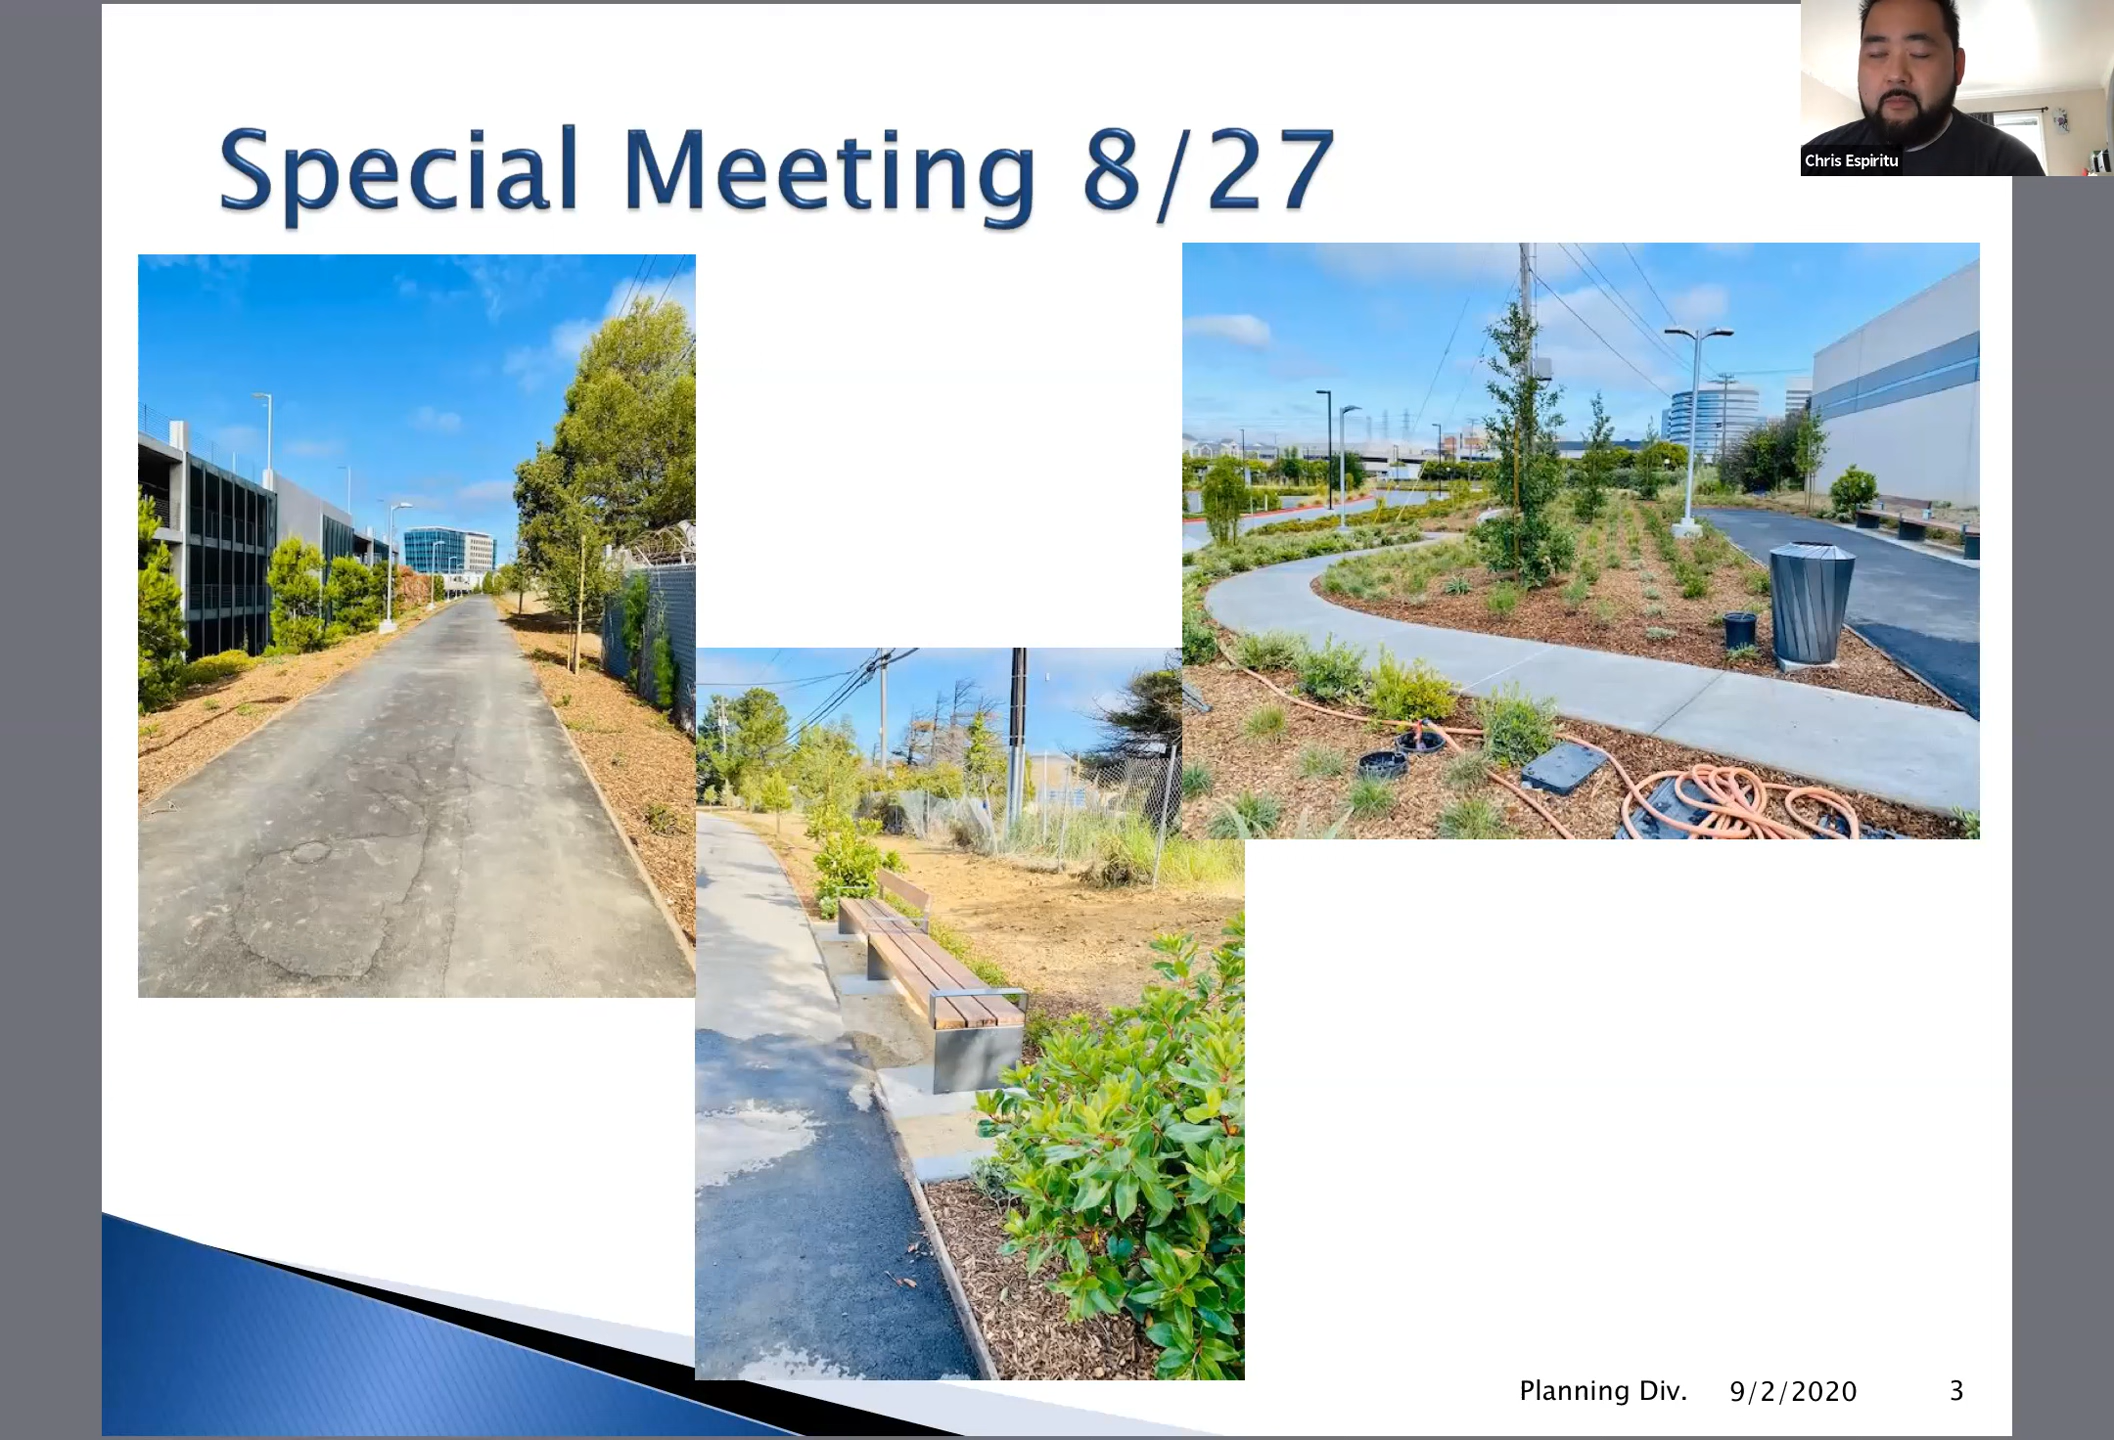 Special Meeting 8/27
Chris Espiritu
Planning Div. 9/2/2020 3